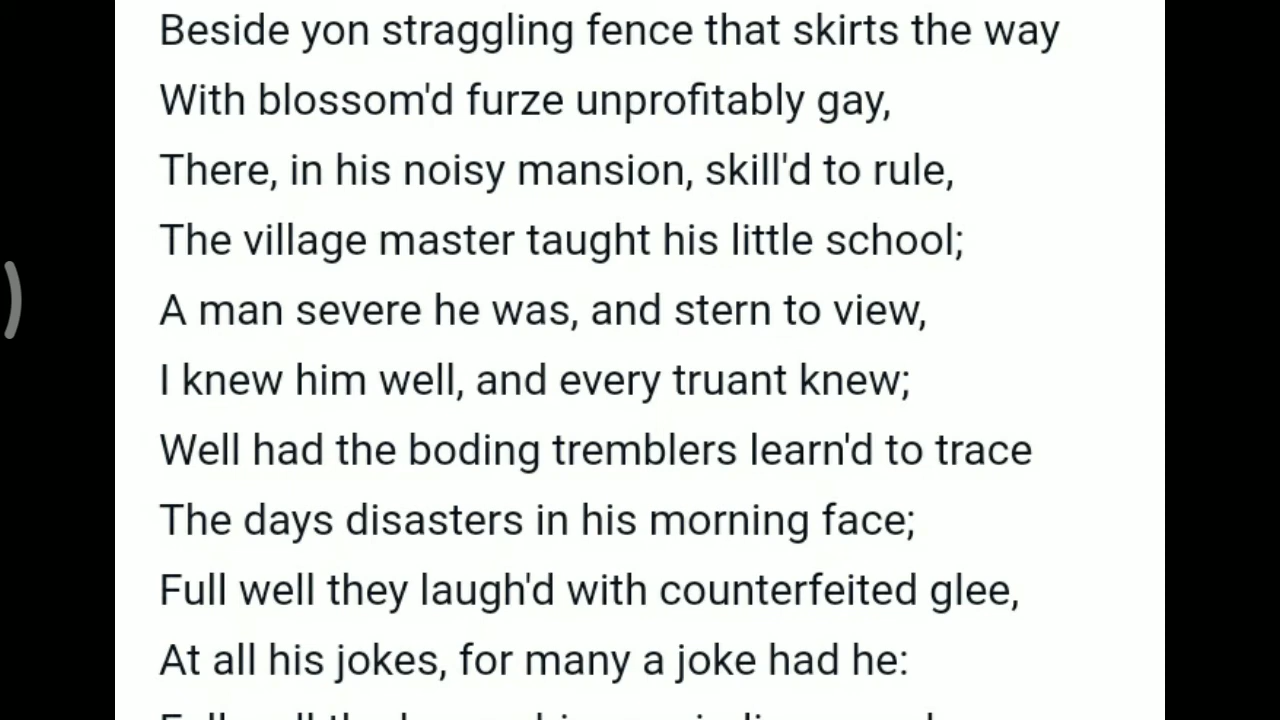 Beside yon straggling fence that skirts the way
With blossom'd furze unprofitably gay,
There, in his noisy mansion, skill'd to rule,
The village master taught his little school;
A man severe he was, and stern to view,
I knew him well, and every truant knew;
Well had the boding tremblers learn'd to trace
The days disasters in his morning face;
Full well they laugh'd with counterfeited glee,
At all his jokes, for many a joke had he: